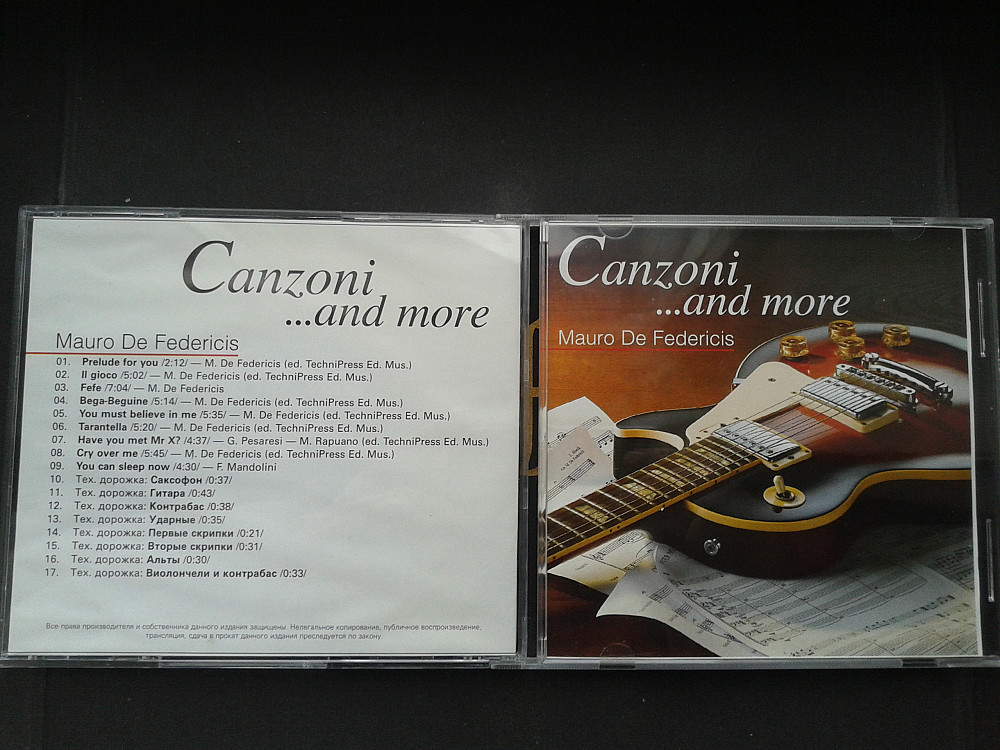 Canzoni
...and more
Mauro De Federicis
01. Prelude for you /2:12/ — M. De Federicis (ed. TechniPress Ed. Mus.)
02. Il gioco /5:02/ — M. De Federicis (ed. TechniPress Ed. Mus.)
03. Fefe /7:04/ — M. De Federicis
04. Bega-Beguine /5:14/ — M. De Federicis (ed. TechniPress Ed. Mus.)
05. You must believe in me /5:35/ — M. De Federicis (ed. TechniPress Ed. Mus.)
06. Tarantella /5:20/ — M. De Federicis (ed. TechniPress Ed. Mus.)
07. Have you met Mr X? /4:37/ — G. Pesaresi — M. Rapuano (ed. TechniPress Ed. Mus.)
08. Cry over me /5:45/ — M. De Federicis (ed. TechniPress Ed. Mus.)
09. You can sleep now /4:30/ — F. Mandolini
10. Тех. дорожка: Саксофон /0:37/
11. Тех. дорожка: Гитара /0:43/
12. Тех. дорожка: Контрабас /0:38/
13. Тех. дорожка: Ударные /0:35/
14. Тех. дорожка: Первые скрипки /0:21/
15. Тех. дорожка: Вторые скрипки /0:31/
16. Тех. дорожка: Альты /0:30/
17. Тех. дорожка: Виолончели и контрабас /0:33/
Все права производителя и собственника данного издания защищены. Нелегальное копирование, публичное воспроизведение,
трансляция, сдача в прокат данного издания преследуется по закону.
Canzoni
...and more
Mauro De Federicis